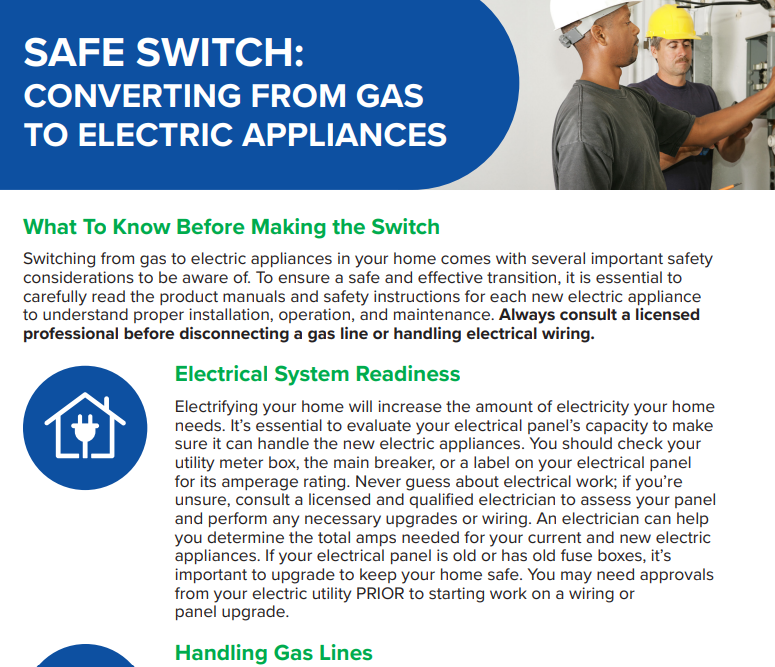 SAFE SWITCH:
CONVERTING FROM GAS
TO ELECTRIC APPLIANCES
What To Know Before Making the Switch
Switching from gas to electric appliances in your home comes with several important safety
considerations to be aware of. To ensure a safe and effective transition, it is essential to
carefully read the product manuals and safety instructions for each new electric appliance
to understand proper installation, operation, and maintenance. Always consult a licensed
professional before disconnecting a gas line or handling electrical wiring.
Electrical System Readiness
Electrifying your home will increase the amount of electricity your home
needs. It’s essential to evaluate your electrical panel’s capacity to make
sure it can handle the new electric appliances. You should check your
utility meter box, the main breaker, or a label on your electrical panel
for its amperage rating. Never guess about electrical work; if you’re
unsure, consult a licensed and qualified electrician to assess your panel
and perform any necessary upgrades or wiring. An electrician can help
you determine the total amps needed for your current and new electric
appliances. If your electrical panel is old or has old fuse boxes, it’s
important to upgrade to keep your home safe. You may need approvals
from your electric utility PRIOR to starting work on a wiring or
panel upgrade.
Handling Gas Lines